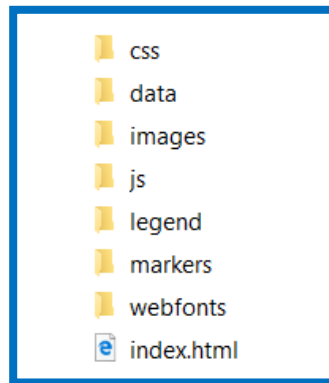 css
data
images
js
legend
markers
webfonts
index.html